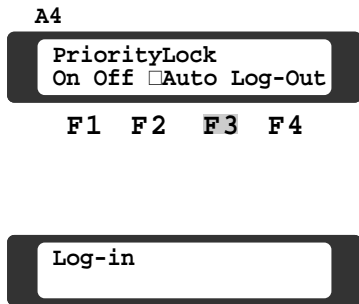 A4
PriorityLock
On Off □Auto Log-Out
F1 F2 F3 F4
Log-in